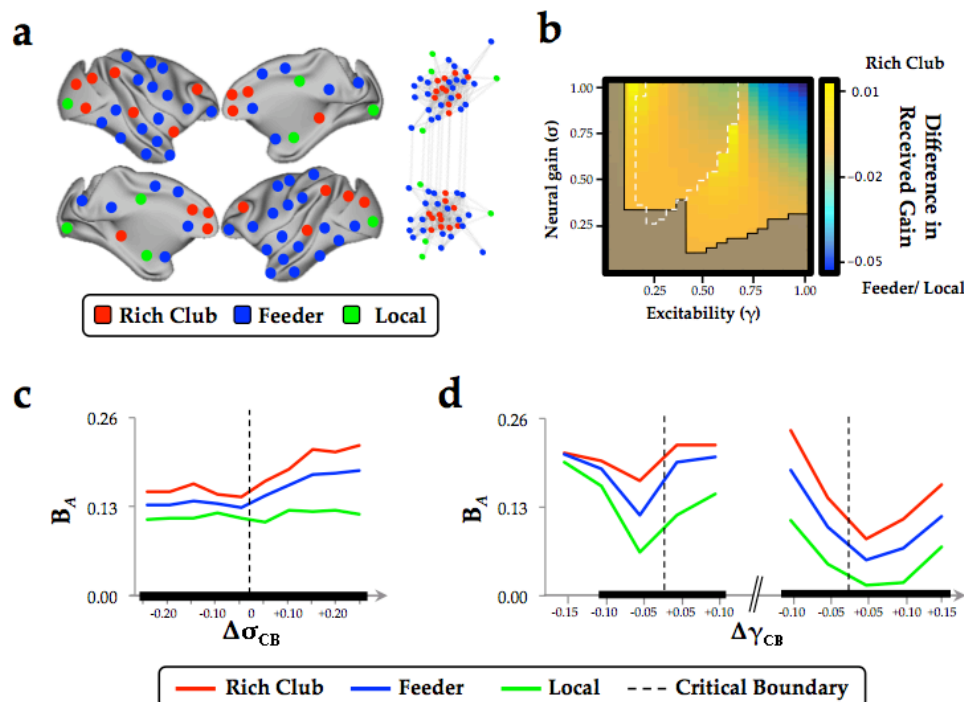 a
Rich Club Feeder Local
b
Rich Club
Neural gain (σ)
1.00
0.75
0.50
0.25
0.25 0.50 0.75 1.00
Excitability (γ)
0.01
-0.02
-0.05
Difference in
Received Gain
Feeder/ Local
c
0.26
0.13
0.00
B_A
-0.20 -0.10 0 +0.10 +0.20
Δσ_CB
d
0.26
0.13
0.00
B_A
-0.15 -0.10 -0.05 +0.05 +0.10 // -0.10 -0.05 +0.05 +0.10 +0.15
Δγ_CB
Rich Club Feeder Local Critical Boundary